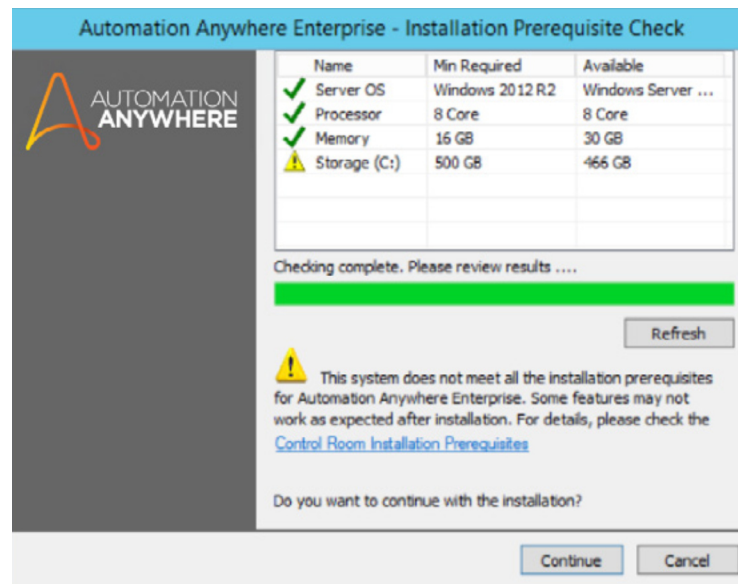 Automation Anywhere Enterprise - Installation Prerequisite Check
AUTOMATION
ANYWHERE
Name Min Required Available
Server OS Windows 2012 R2 Windows Server ...
Processor 8 Core 8 Core
Memory 16 GB 30 GB
Storage (C:) 500 GB 466 GB
Checking complete. Please review results ....
Refresh
This system does not meet all the installation prerequisites
for Automation Anywhere Enterprise. Some features may not
work as expected after installation. For details, please check the
Control Room Installation Prerequisites
Do you want to continue with the installation?
Continue Cancel